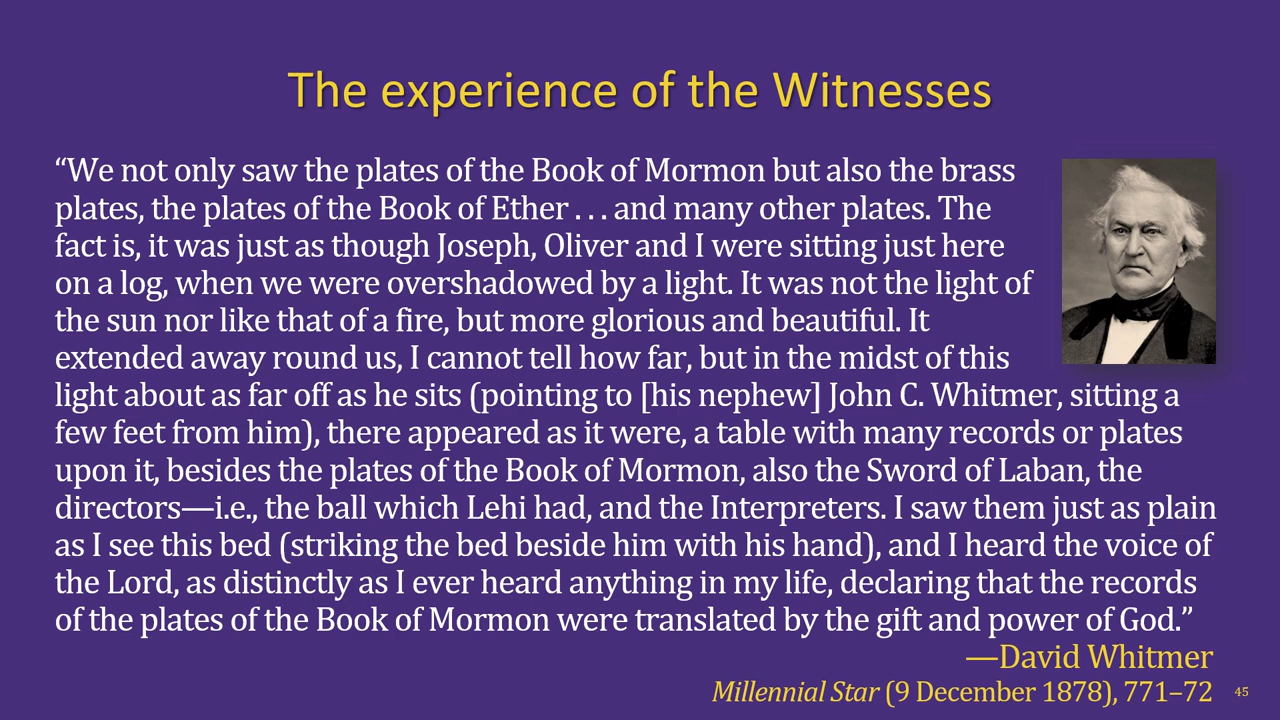 The experience of the Witnesses
“We not only saw the plates of the Book of Mormon but also the brass
plates, the plates of the Book of Ether . . . and many other plates. The
fact is, it was just as though Joseph, Oliver and I were sitting just here
on a log, when we were overshadowed by a light. It was not the light of
the sun nor like that of a fire, but more glorious and beautiful. It
extended away round us, I cannot tell how far, but in the midst of this
light about as far off as he sits (pointing to [his nephew] John C. Whitmer, sitting a
few feet from him), there appeared as it were, a table with many records or plates
upon it, besides the plates of the Book of Mormon, also the Sword of Laban, the
directors—i.e., the ball which Lehi had, and the Interpreters. I saw them just as plain
as I see this bed (striking the bed beside him with his hand), and I heard the voice of
the Lord, as distinctly as I ever heard anything in my life, declaring that the records
of the plates of the Book of Mormon were translated by the gift and power of God.”
—David Whitmer
Millennial Star (9 December 1878), 771–72
45